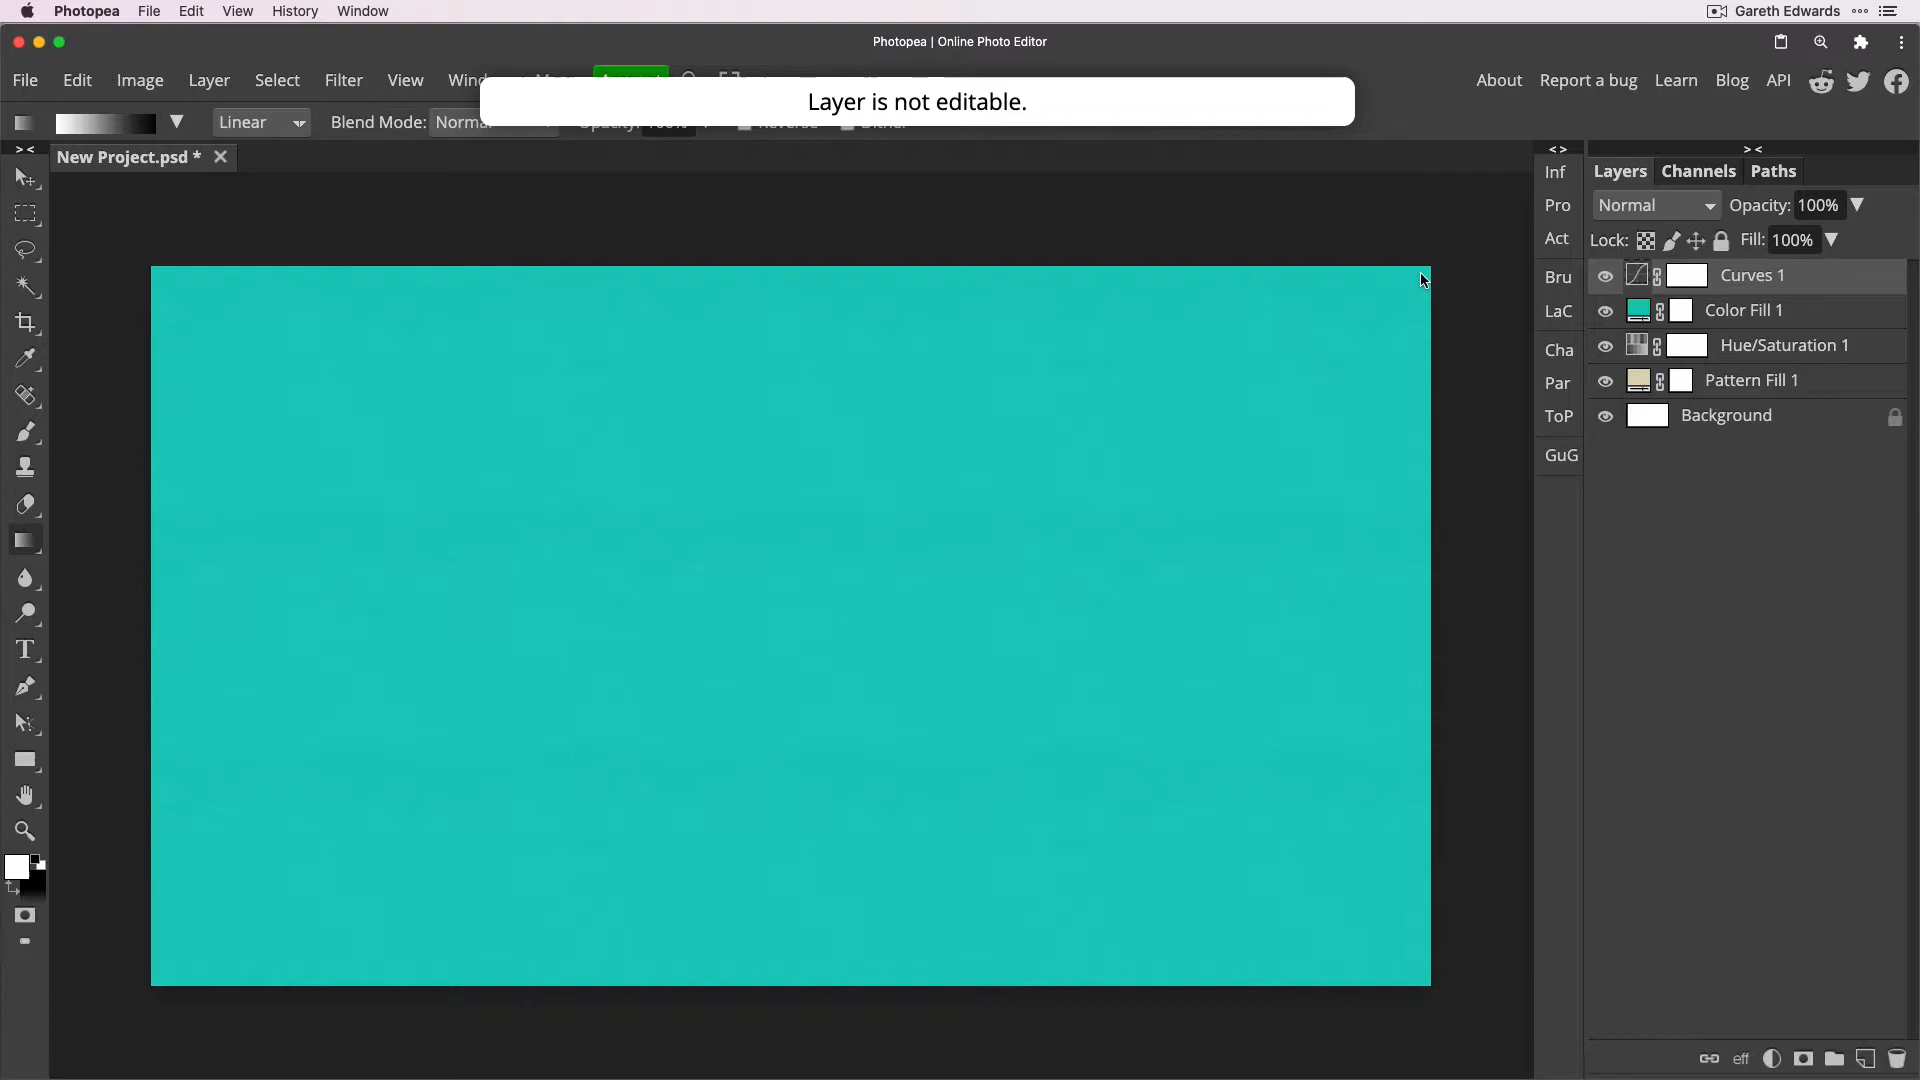 Photopea File Edit View History Window
Gareth Edwards
Photopea | Online Photo Editor
File Edit Image Layer Select Filter View
About Report a bug Learn Blog API
Layer is not editable.
Linear Blend Mode: Normal
New Project.psd *
Inf
Pro
Act
Bru
LaC
Cha
Par
ToP
GuG
Layers Channels Paths
Normal Opacity: 100%
Lock: Fill: 100%
Curves 1
Color Fill 1
Hue/Saturation 1
Pattern Fill 1
Background
eff